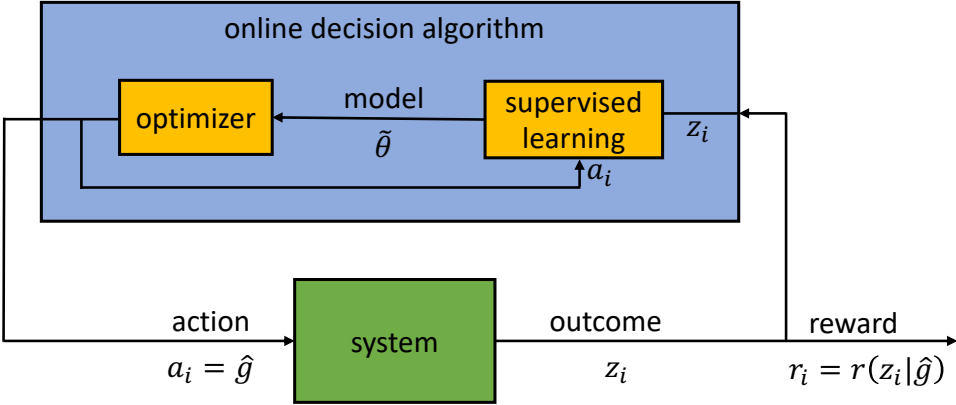 online decision algorithm
optimizer
model
θ̃
supervised
learning
z_i
a_i
action
a_i = ĝ
system
outcome
z_i
reward
r_i = r(z_i|ĝ)